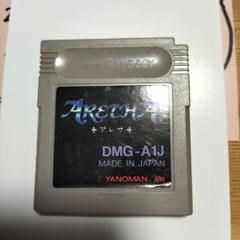 GAME BOY
ARETHA
アレサ
DMG-A1J
MADE IN JAPAN
YANOMAN